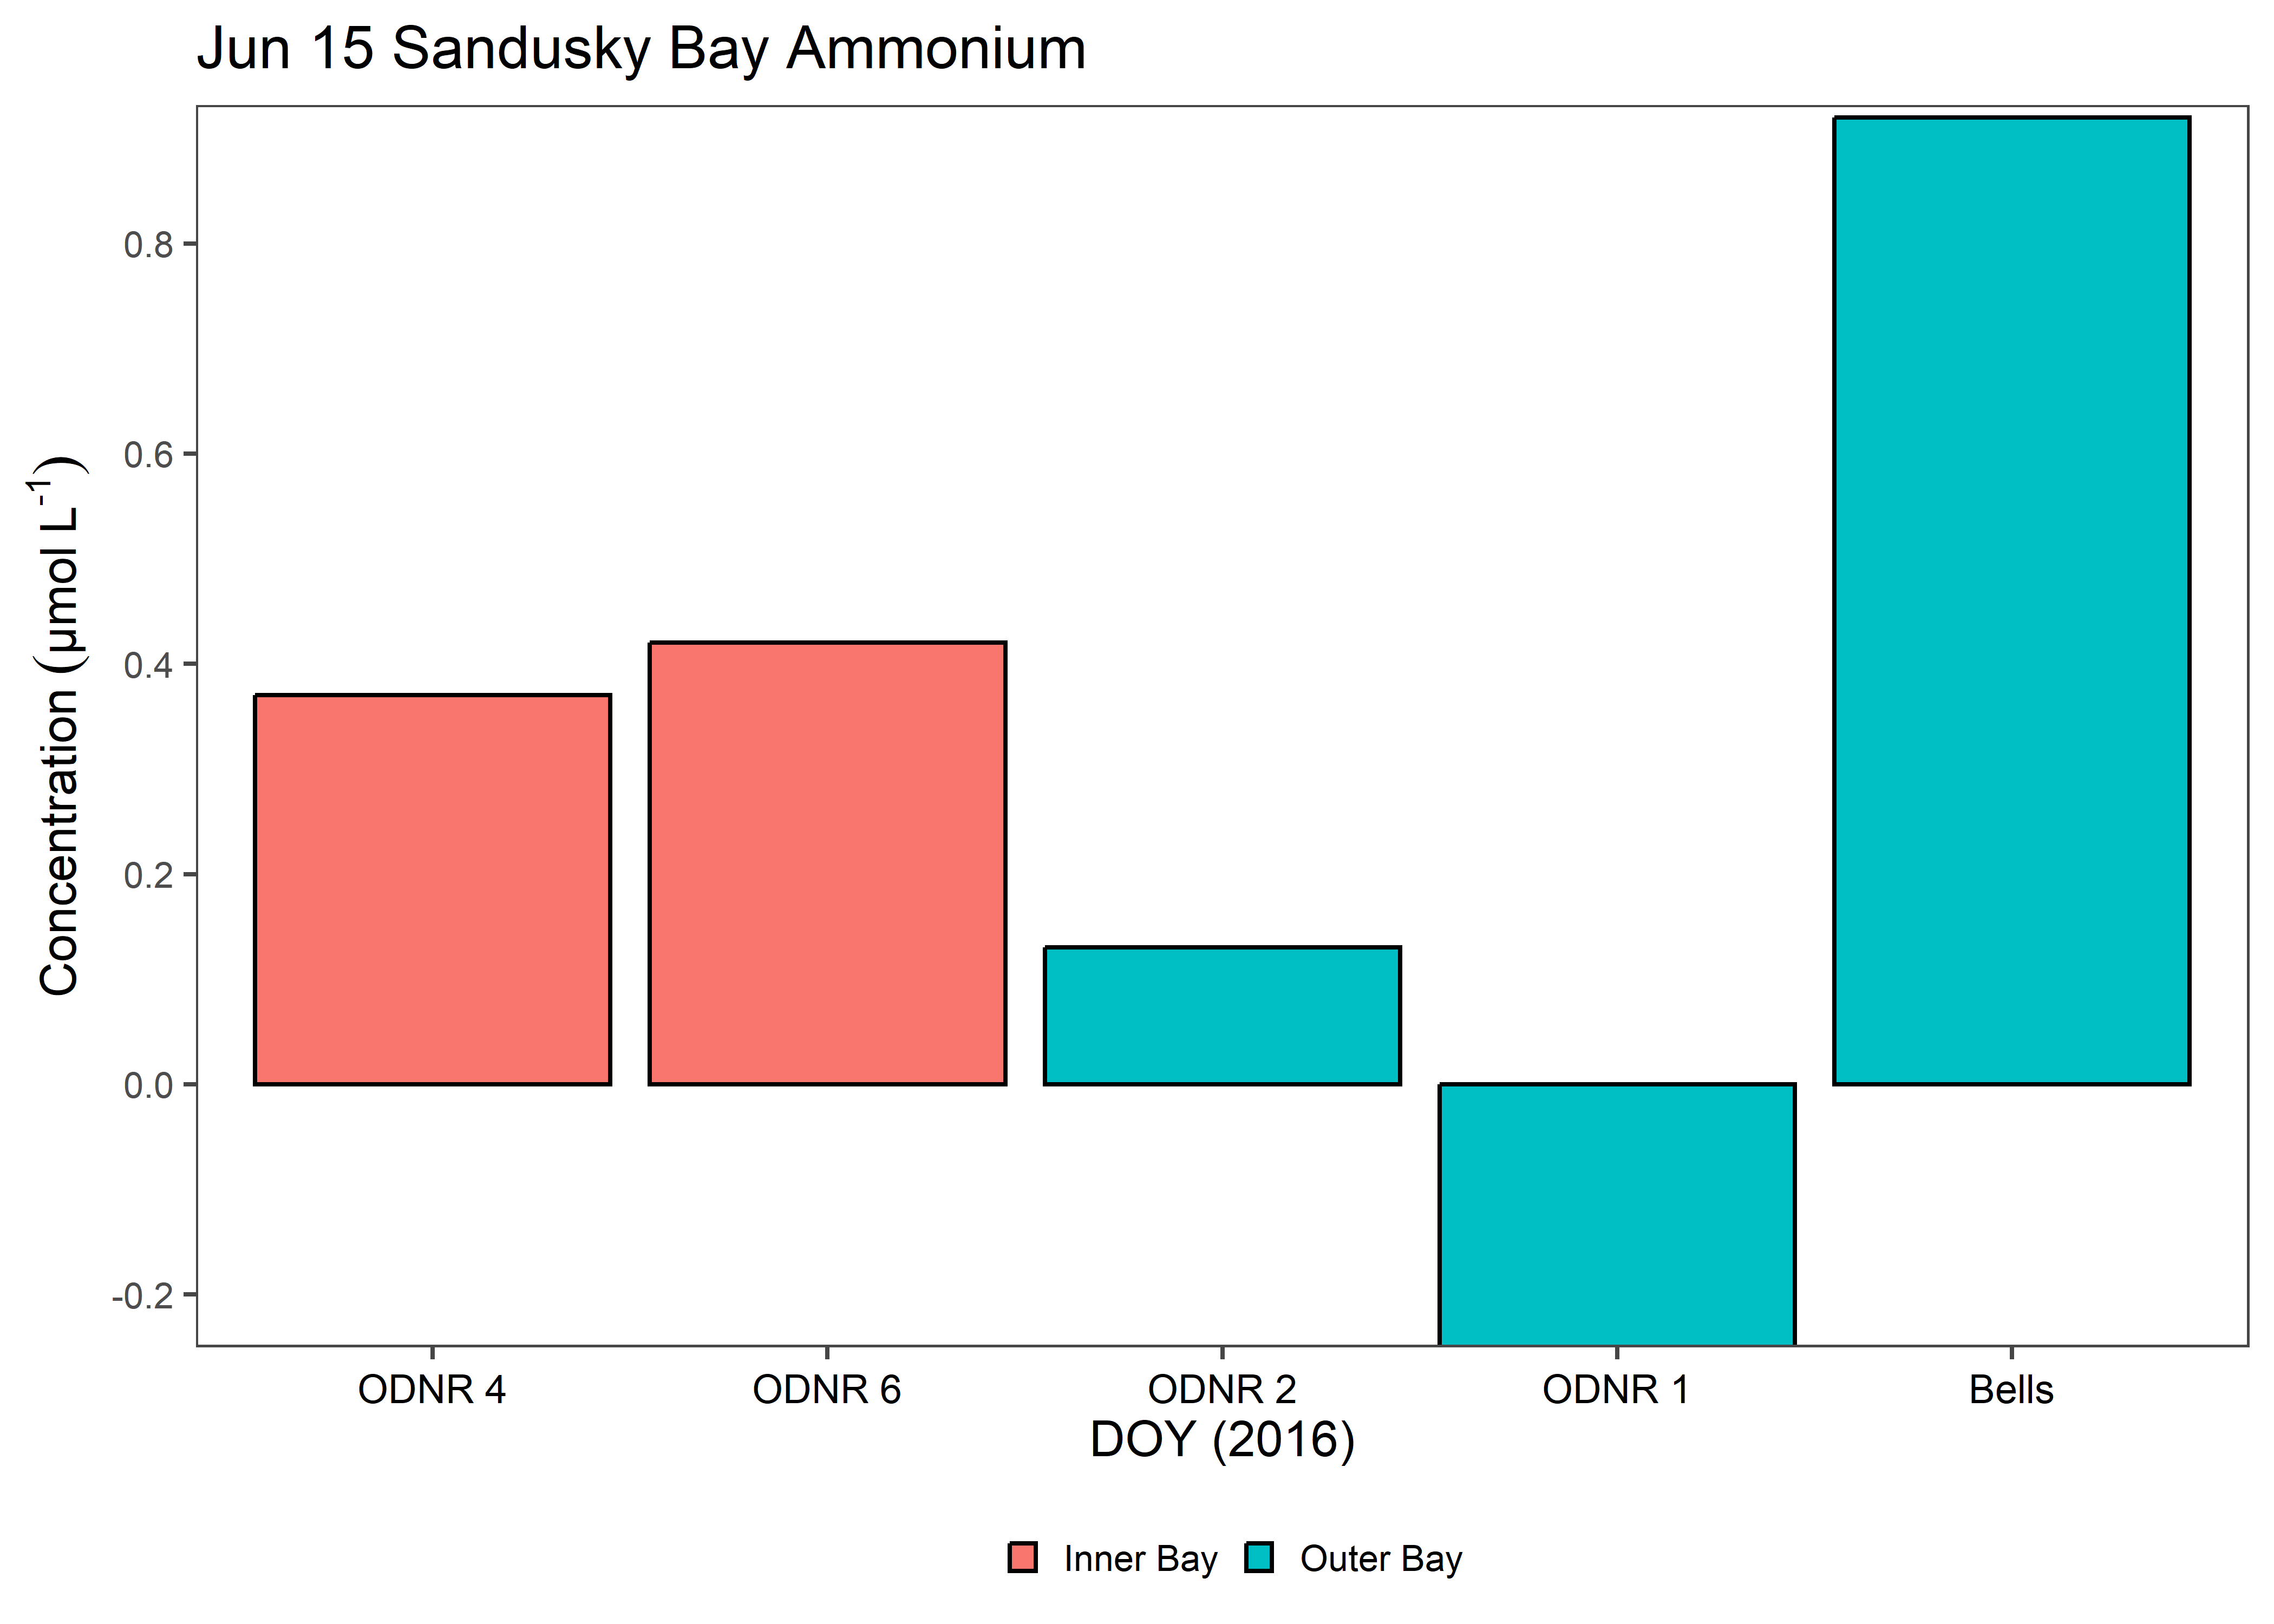 Jun 15 Sandusky Bay Ammonium
Concentration (µmol L⁻¹)
0.8
0.6
0.4
0.2
0.0
-0.2
ODNR 4 ODNR 6 ODNR 2 ODNR 1 Bells
DOY (2016)
Inner Bay Outer Bay